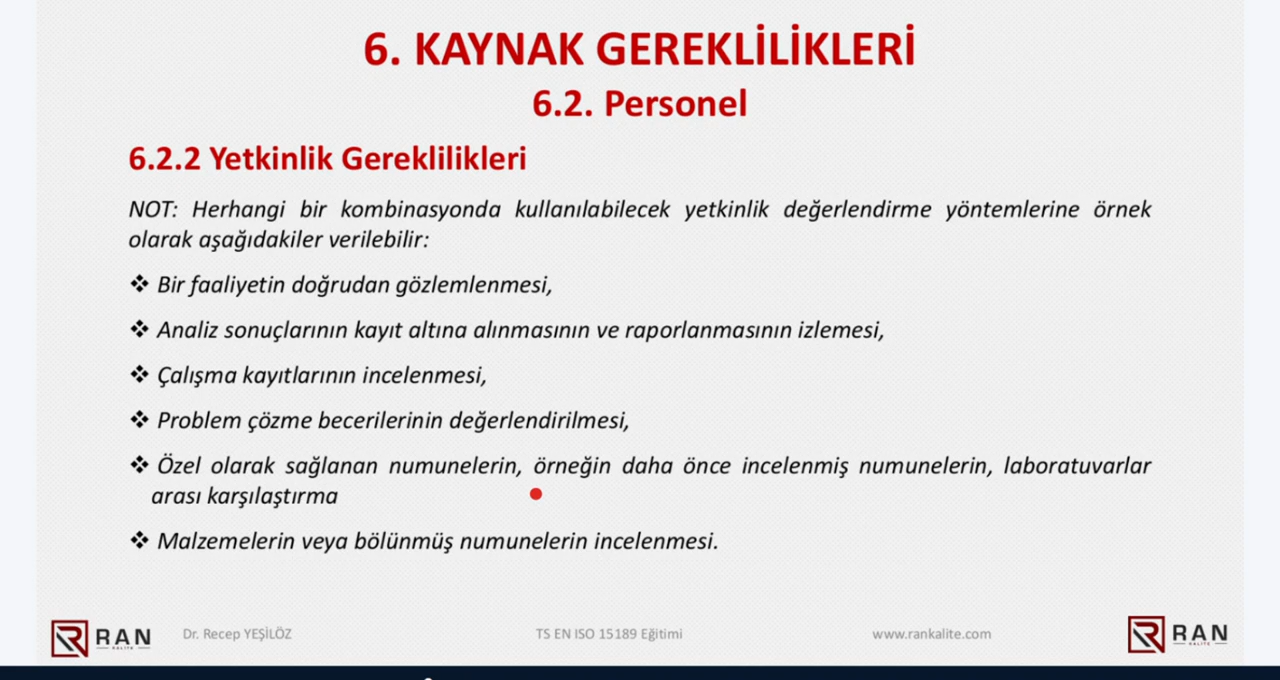 6. KAYNAK GEREKLİLİKLERİ
6.2. Personel
6.2.2 Yetkinlik Gereklilikleri
NOT: Herhangi bir kombinasyonda kullanılabilecek yetkinlik değerlendirme yöntemlerine örnek
olarak aşağıdakiler verilebilir:
❖ Bir faaliyetin doğrudan gözlemlenmesi,
❖ Analiz sonuçlarının kayıt altına alınmasının ve raporlanmasının izlemesi,
❖ Çalışma kayıtlarının incelenmesi,
❖ Problem çözme becerilerinin değerlendirilmesi,
❖ Özel olarak sağlanan numunelerin, örneğin daha önce incelenmiş numunelerin, laboratuvarlar
arası karşılaştırma
❖ Malzemelerin veya bölünmüş numunelerin incelenmesi.
RAN
KALİTE
Dr. Recep YEŞİLÖZ
TS EN ISO 15189 Eğitimi
www.rankalite.com
RAN
KALİTE